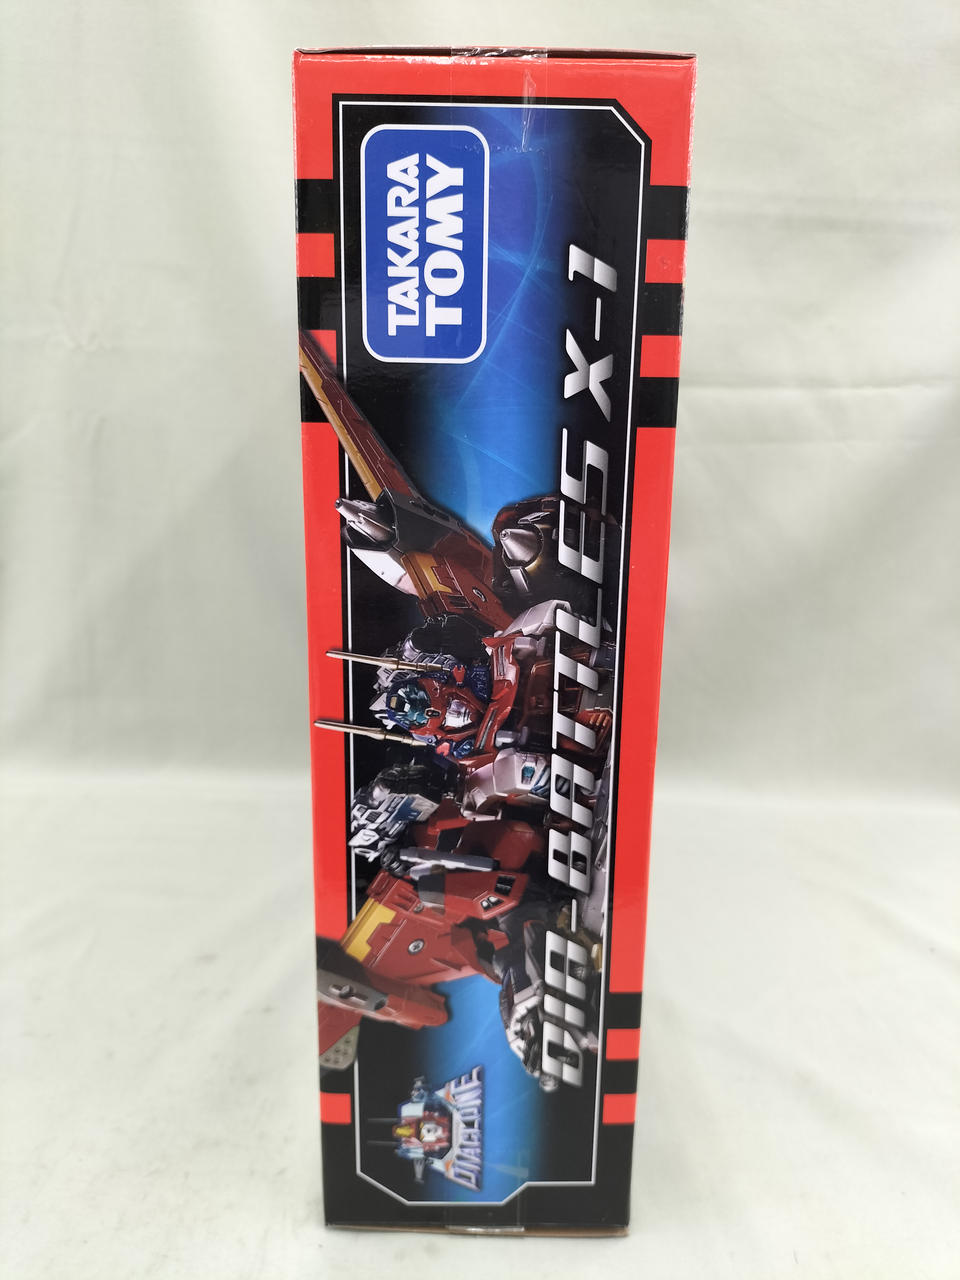 TAKARA
TOMY
DIA-BATTLES X-1
DIACLONE